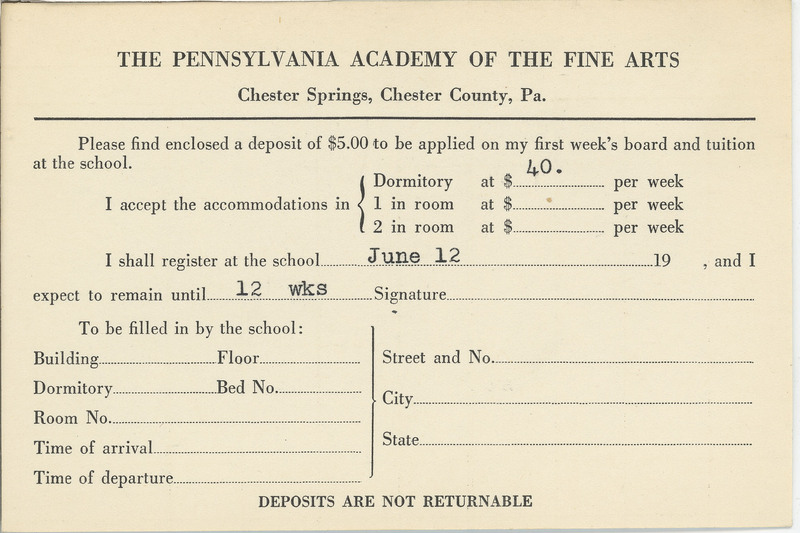 THE PENNSYLVANIA ACADEMY OF THE FINE ARTS
Chester Springs, Chester County, Pa.
Please find enclosed a deposit of $5.00 to be applied on my first week's board and tuition
at the school.
I accept the accommodations in { Dormitory at $ 40. per week
1 in room at $........ per week
2 in room at $........ per week
I shall register at the school........June 12........19 , and I
expect to remain until....12 wks....Signature........
To be filled in by the school:
Building........Floor........
Dormitory........Bed No.........
Room No.........
Time of arrival........
Time of departure........
Street and No.........
City........
State........
DEPOSITS ARE NOT RETURNABLE